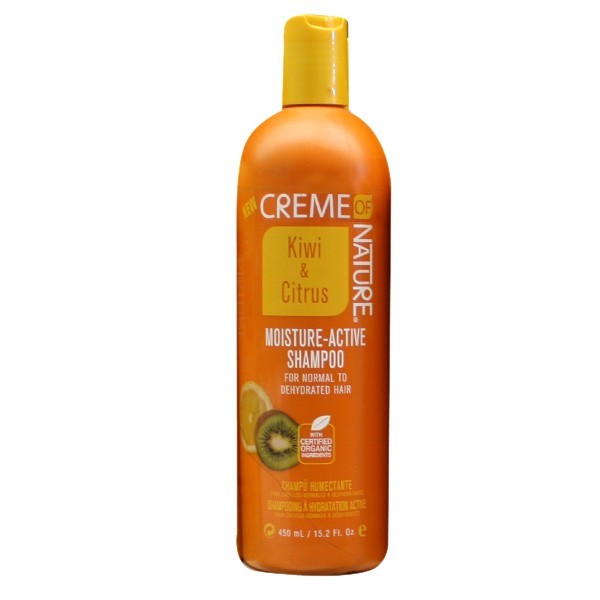 NEW
CREME OF
NATURE®
Kiwi
&
Citrus
MOISTURE-ACTIVE
SHAMPOO
FOR NORMAL TO
DEHYDRATED HAIR
WITH
CERTIFIED
ORGANIC
INGREDIENTS
CHAMPÚ HUMECTANTE
SHAMPOOING À HYDRATATION ACTIVE
450 mL / 15.2 Fl. Oz. e